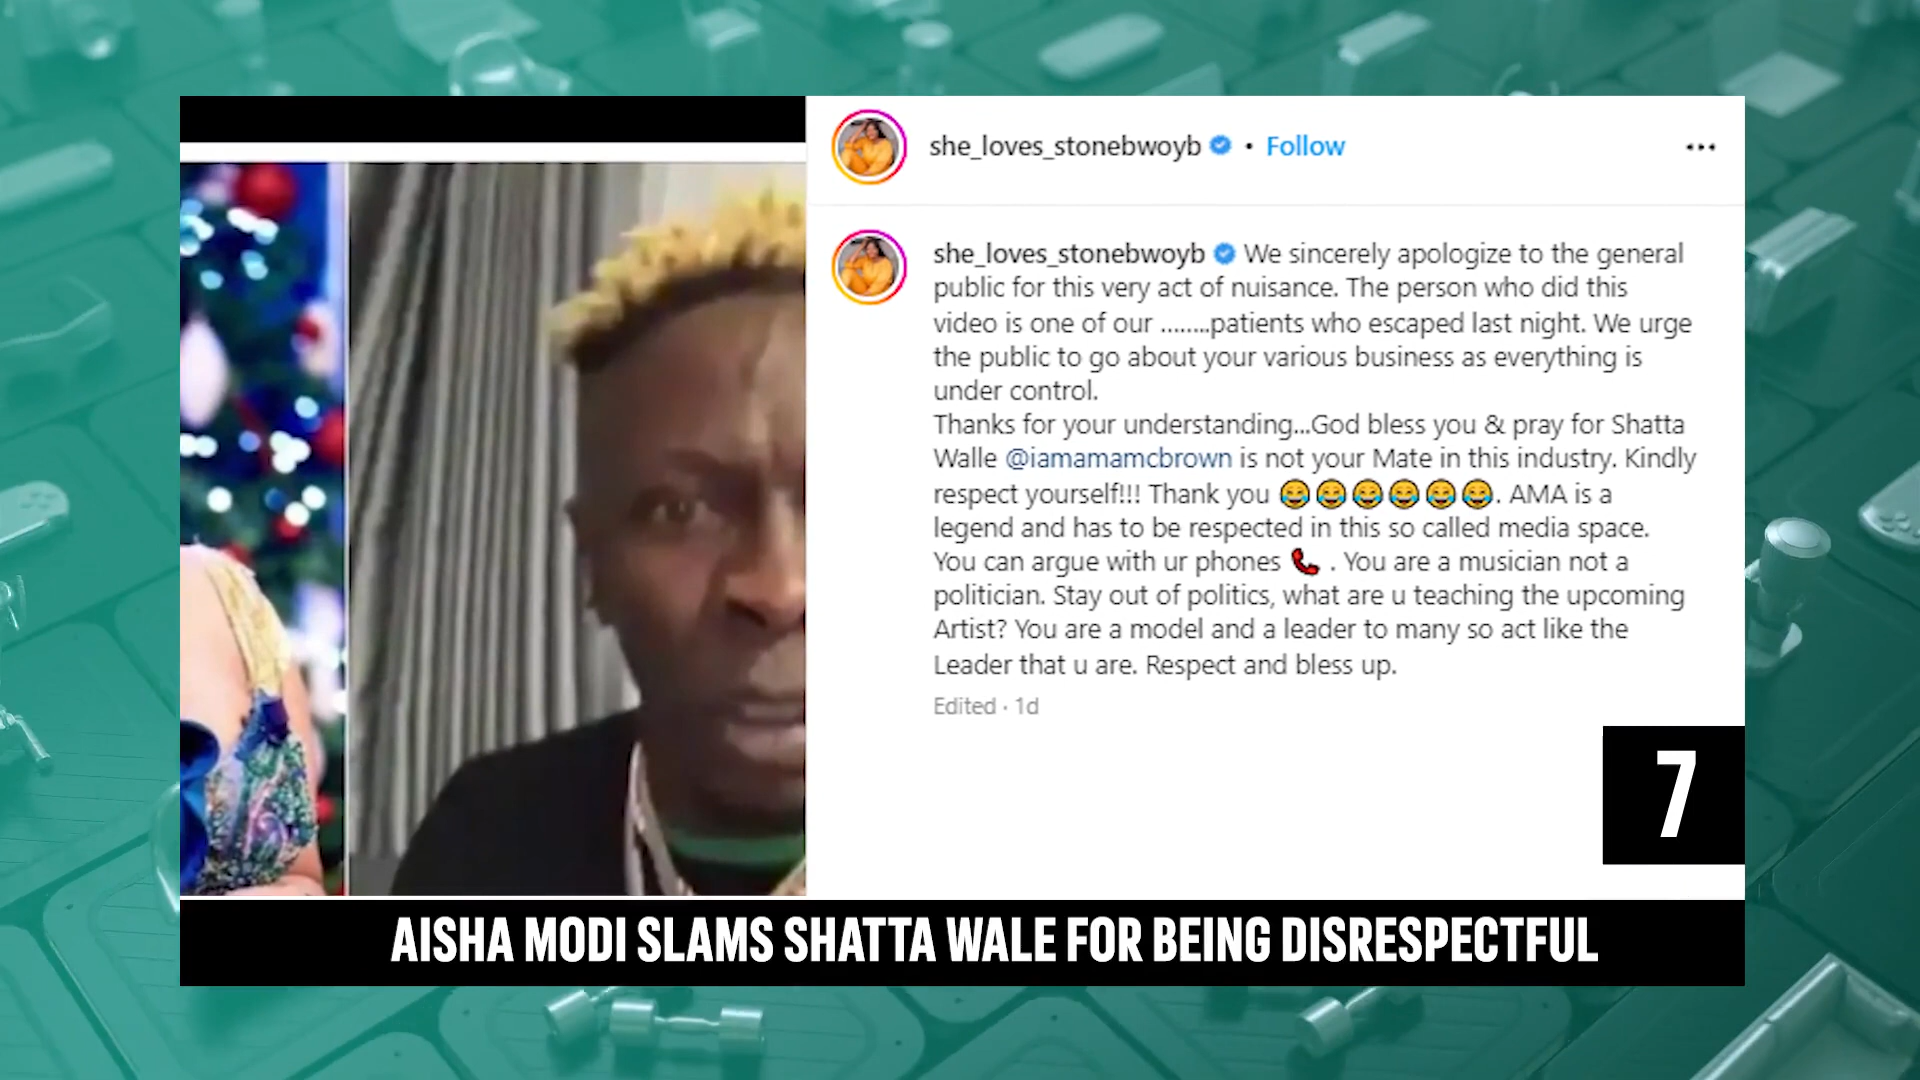 she_loves_stonebwoyb • Follow
she_loves_stonebwoyb We sincerely apologize to the general
public for this very act of nuisance. The person who did this
video is one of our ........patients who escaped last night. We urge
the public to go about your various business as everything is
under control.
Thanks for your understanding...God bless you & pray for Shatta
Walle @iamamamcbrown is not your Mate in this industry. Kindly
respect yourself!!! Thank you 😂😂😂😂😂😂. AMA is a
legend and has to be respected in this so called media space.
You can argue with ur phones 📞 . You are a musician not a
politician. Stay out of politics, what are u teaching the upcoming
Artist? You are a model and a leader to many so act like the
Leader that u are. Respect and bless up.
Edited · 1d
7
AISHA MODI SLAMS SHATTA WALE FOR BEING DISRESPECTFUL